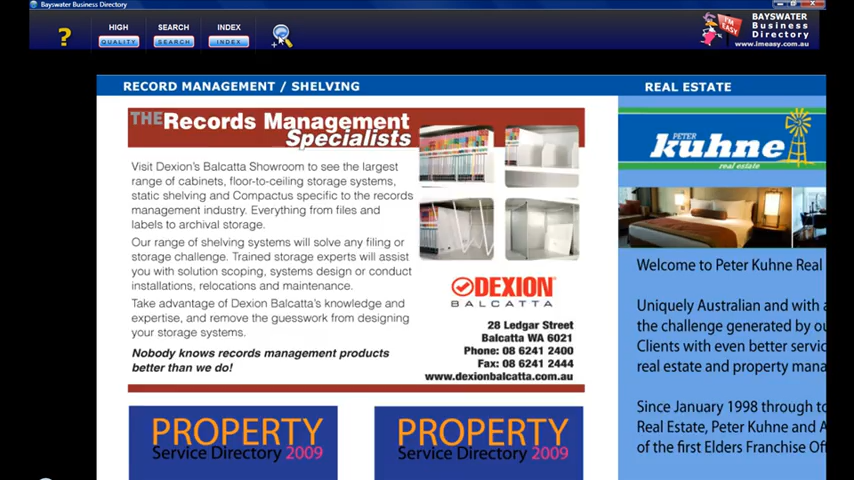 Bayswater Business Directory
?
HIGH
QUALITY
SEARCH
SEARCH
INDEX
INDEX
I'M EASY
BAYSWATER
Business
Directory
www.imeasy.com.au
RECORD MANAGEMENT / SHELVING
THE Records Management
Specialists
Visit Dexion's Balcatta Showroom to see the largest
range of cabinets, floor-to-ceiling storage systems,
static shelving and Compactus specific to the records
management industry. Everything from files and
labels to archival storage.
Our range of shelving systems will solve any filing or
storage challenge. Trained storage experts will assist
you with solution scoping, systems design or conduct
installations, relocations and maintenance.
Take advantage of Dexion Balcatta's knowledge and
expertise, and remove the guesswork from designing
your storage systems.
Nobody knows records management products
better than we do!
DEXION
BALCATTA
28 Ledgar Street
Balcatta WA 6021
Phone: 08 6241 2400
Fax: 08 6241 2444
www.dexionbalcatta.com.au
PROPERTY
Service Directory 2009
PROPERTY
Service Directory 2009
REAL ESTATE
PETER
kuhne
real estate
Welcome to Peter Kuhne Real
Uniquely Australian and with a
the challenge generated by ou
Clients with even better servic
real estate and property mana
Since January 1998 through to
Real Estate, Peter Kuhne and A
of the first Elders Franchise Off